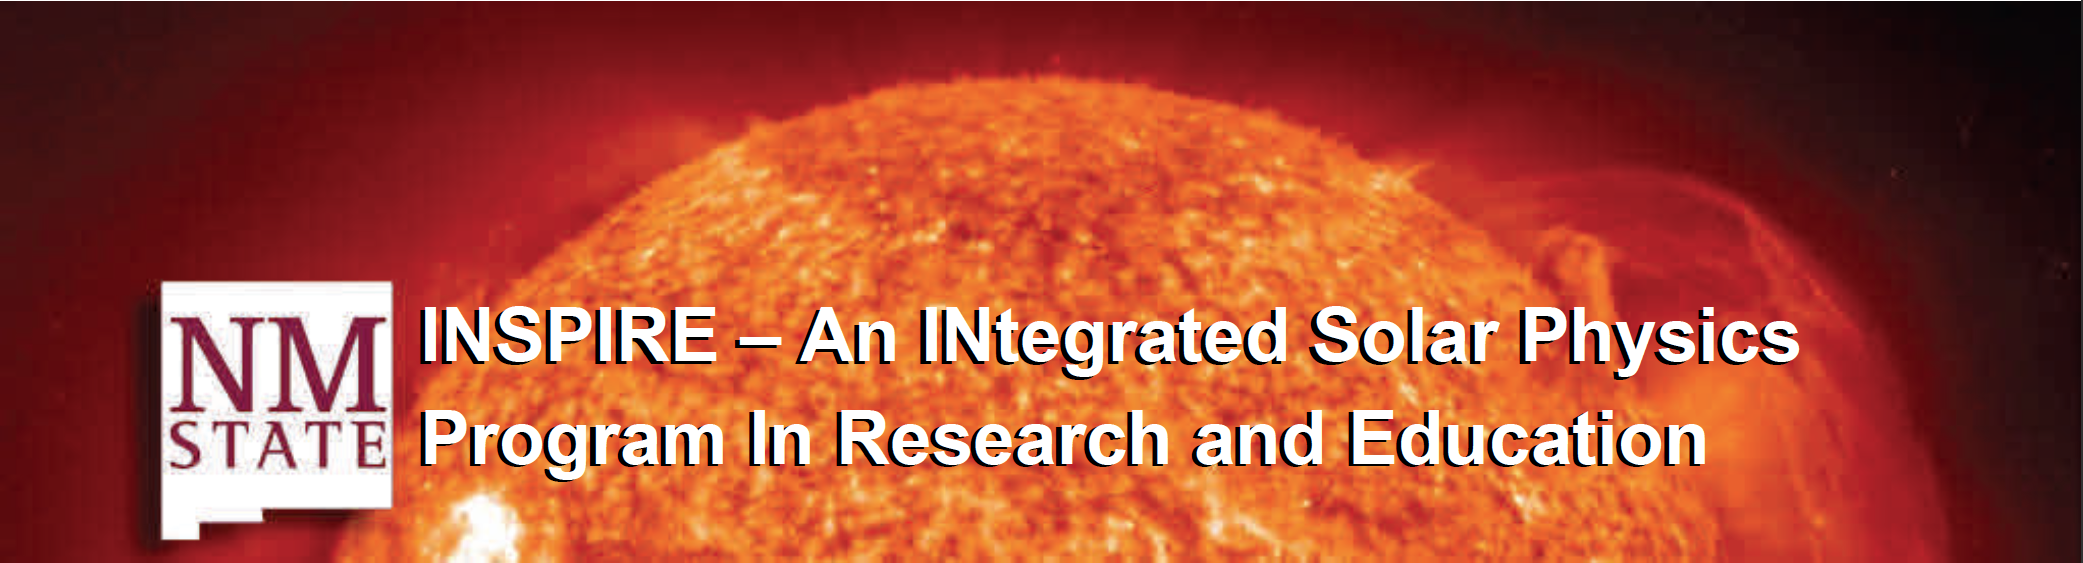 NM
STATE
INSPIRE – An INtegrated Solar Physics
Program In Research and Education